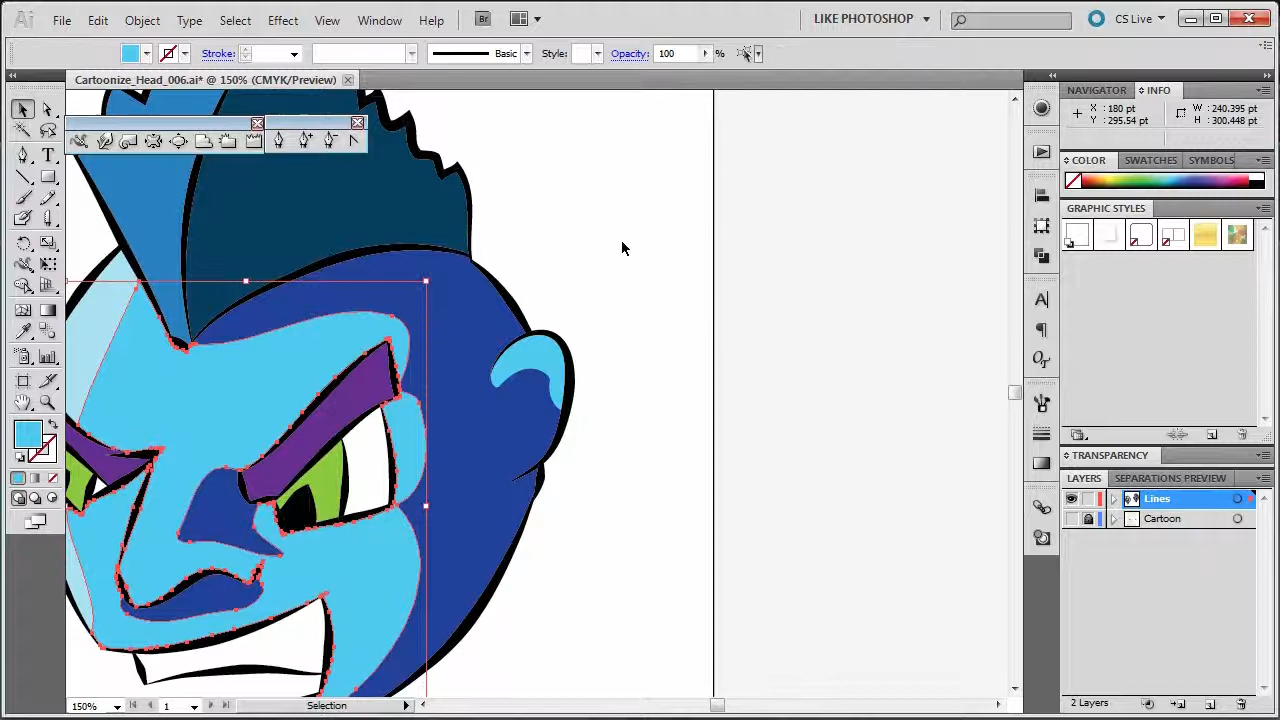 Ai File Edit Object Type Select Effect View Window Help Br LIKE PHOTOSHOP CS Live
Stroke: Basic Style: Opacity: 100 %
Cartoonize_Head_006.ai* @ 150% (CMYK/Preview)
NAVIGATOR INFO
X : 180 pt W : 240.395 pt
Y : 295.54 pt H : 300.448 pt
COLOR SWATCHES SYMBOLS
GRAPHIC STYLES
TRANSPARENCY
LAYERS SEPARATIONS PREVIEW
Lines
Cartoon
2 Layers
150% 1 Selection